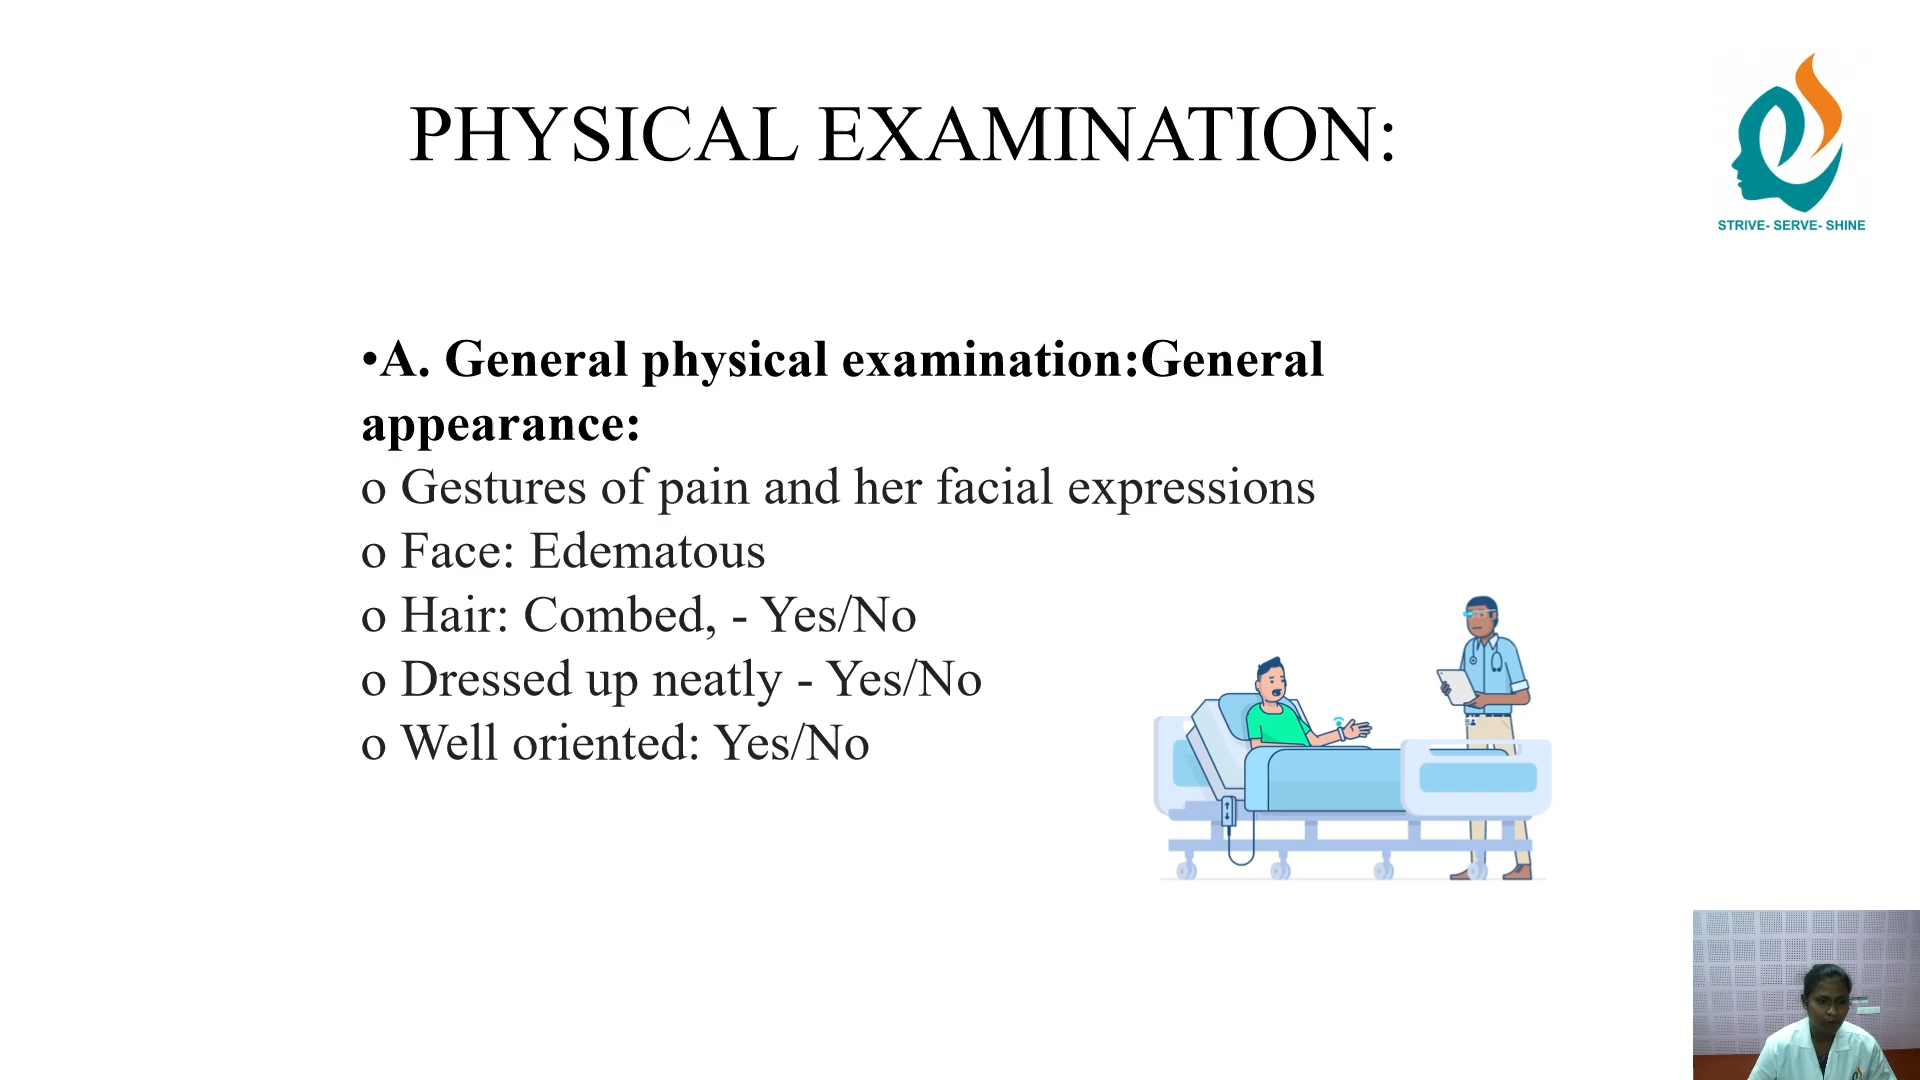 PHYSICAL EXAMINATION:
STRIVE- SERVE- SHINE
•A. General physical examination:General
appearance:
o Gestures of pain and her facial expressions
o Face: Edematous
o Hair: Combed, - Yes/No
o Dressed up neatly - Yes/No
o Well oriented: Yes/No